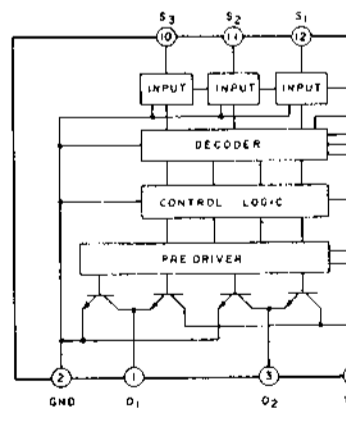 S3 S2 S1
10 11 12
INPUT INPUT INPUT
DECODER
CONTROL LOGIC
PRE DRIVER
2 1 3
GND O1 O2